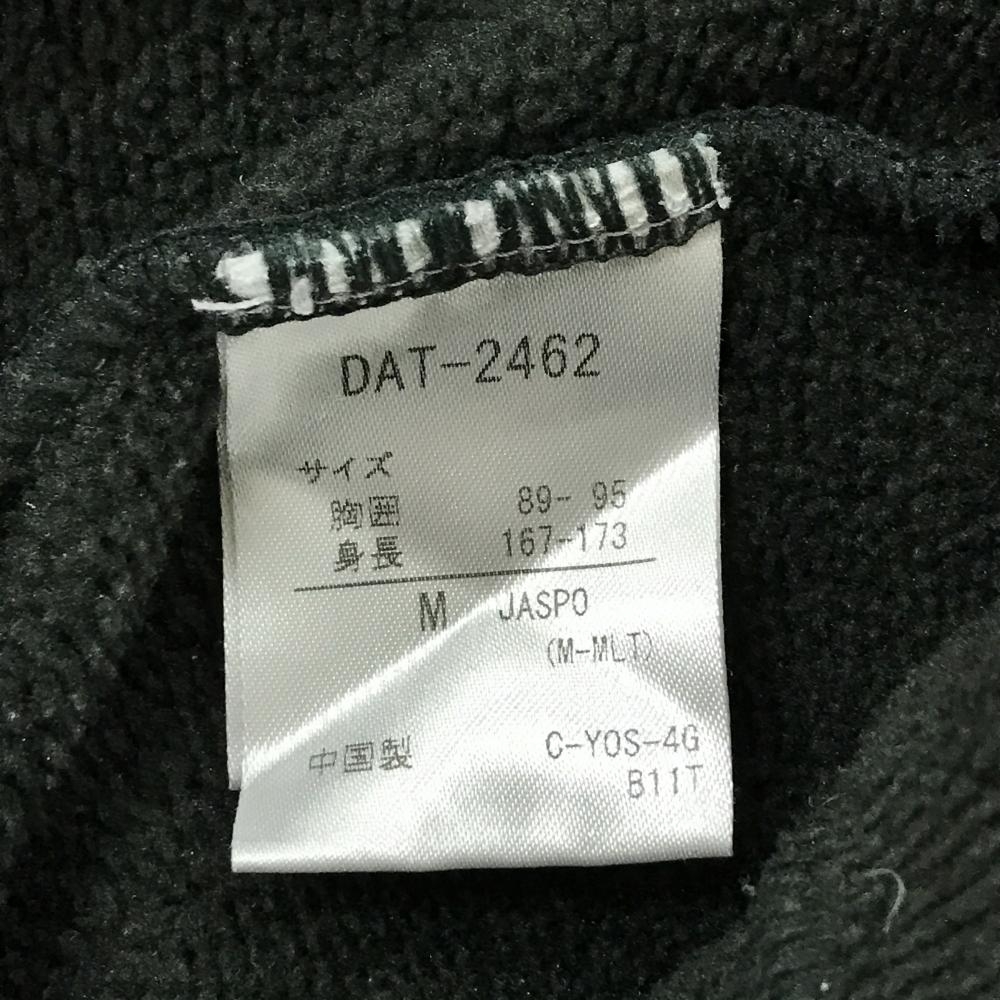 DAT-2462
サイズ
胸囲 89- 95
身長 167-173
M JASPO
(M-MLT)
中国製 C-YOS-4G
B11T